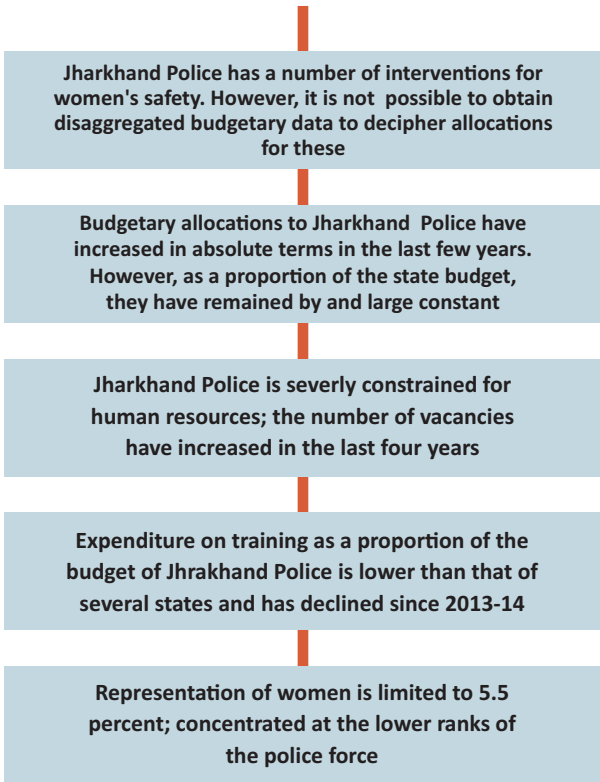 Jharkhand Police has a number of interventions for
women's safety. However, it is not possible to obtain
disaggregated budgetary data to decipher allocations
for these
Budgetary allocations to Jharkhand Police have
increased in absolute terms in the last few years.
However, as a proportion of the state budget,
they have remained by and large constant
Jharkhand Police is severly constrained for
human resources; the number of vacancies
have increased in the last four years
Expenditure on training as a proportion of the
budget of Jhrakhand Police is lower than that of
several states and has declined since 2013-14
Representation of women is limited to 5.5
percent; concentrated at the lower ranks of
the police force